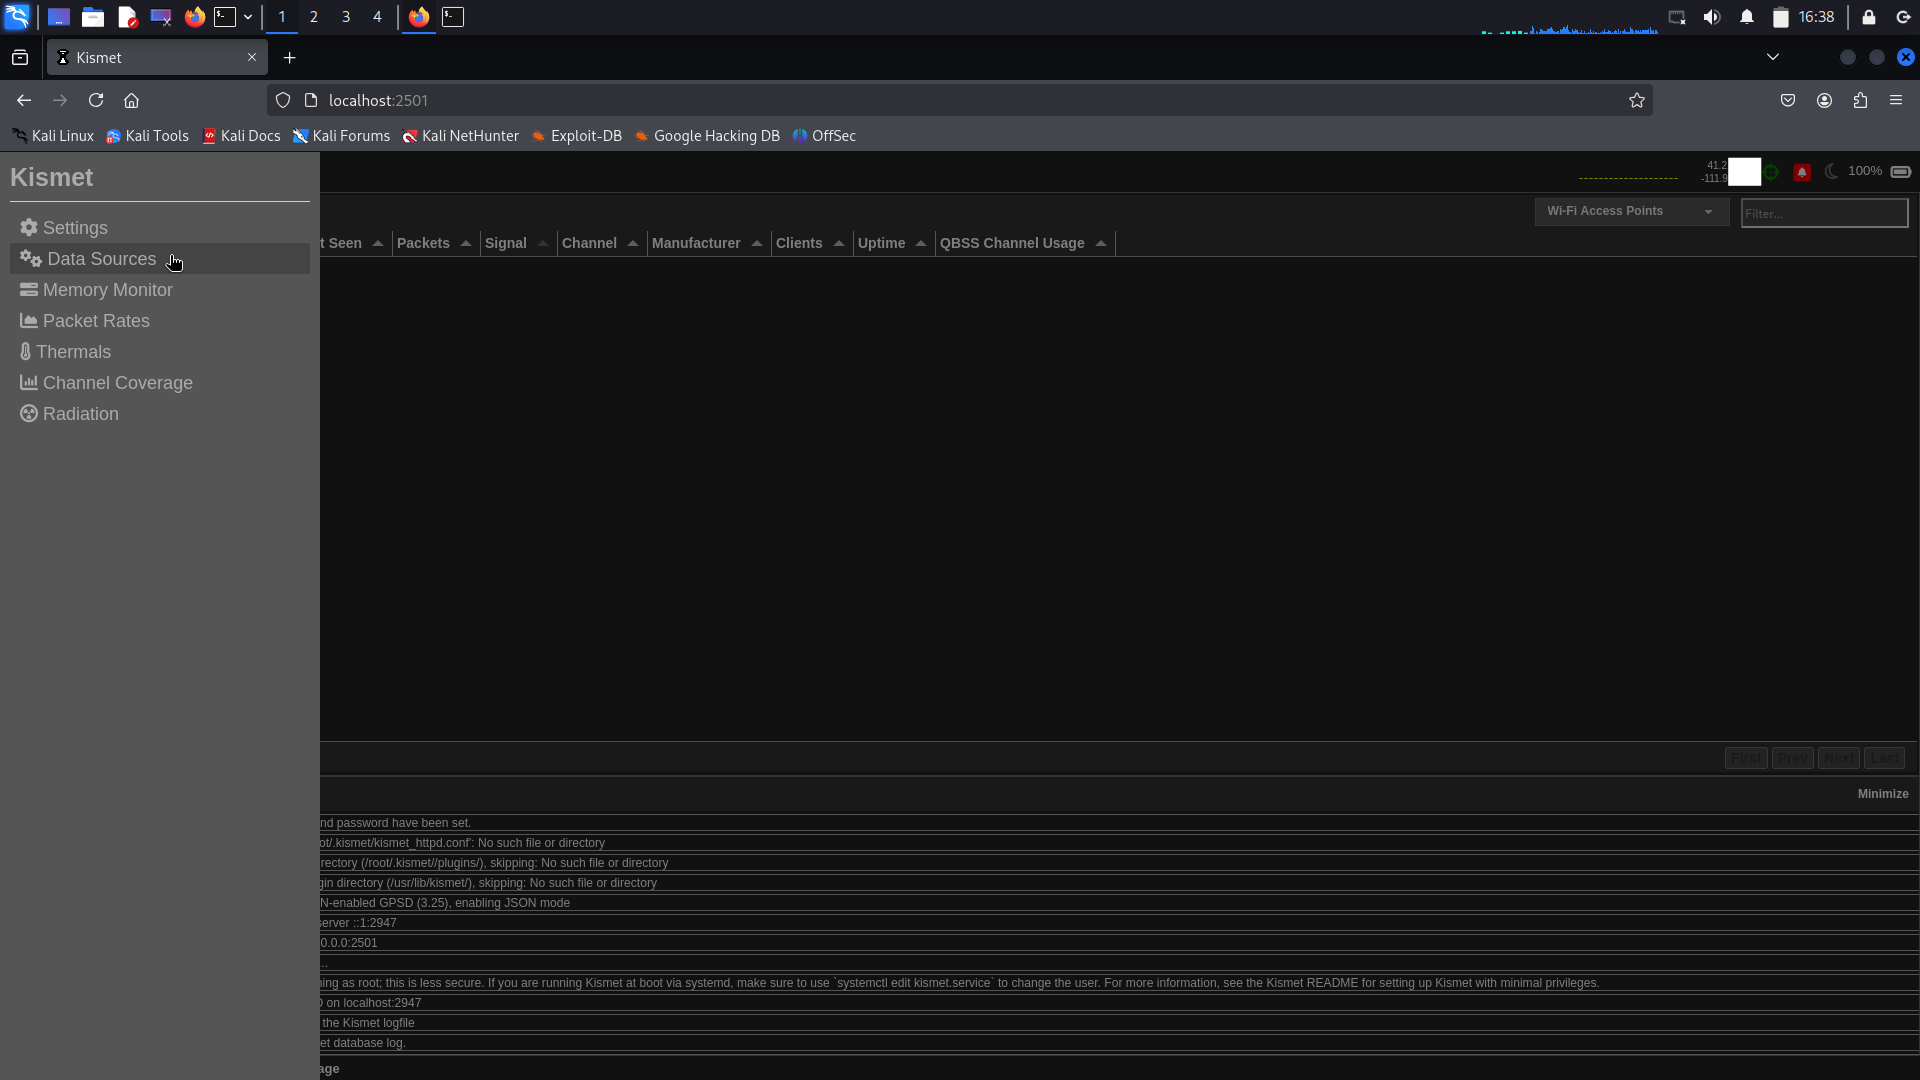 1 2 3 4 16:38
Kismet
localhost:2501
Kali Linux Kali Tools Kali Docs Kali Forums Kali NetHunter Exploit-DB Google Hacking DB OffSec
Kismet
41.2
-111.9
100%
Settings
Wi-Fi Access Points Filter...
t Seen Packets Signal Channel Manufacturer Clients Uptime QBSS Channel Usage
Data Sources
Memory Monitor
Packet Rates
Thermals
Channel Coverage
Radiation
First Prev Next Last
Minimize
nd password have been set.
ot/.kismet/kismet_httpd.conf': No such file or directory
rectory (/root/.kismet//plugins/), skipping: No such file or directory
gin directory (/usr/lib/kismet/), skipping: No such file or directory
N-enabled GPSD (3.25), enabling JSON mode
server ::1:2947
0.0.0:2501
..
ning as root; this is less secure. If you are running Kismet at boot via systemd, make sure to use `systemctl edit kismet.service` to change the user. For more information, see the Kismet README for setting up Kismet with minimal privileges.
D on localhost:2947
the Kismet logfile
et database log.
age